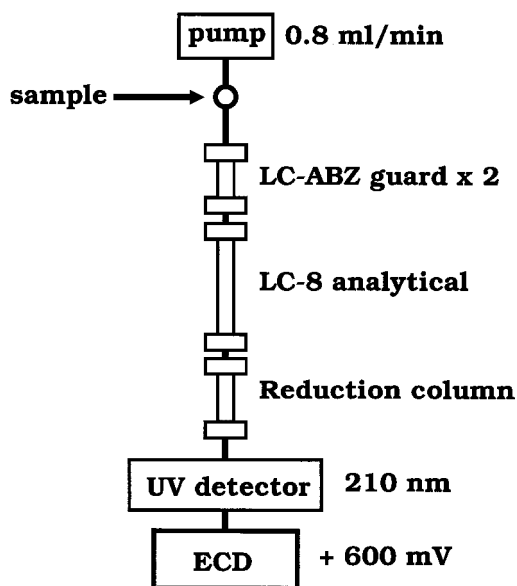 pump 0.8 ml/min
sample
LC-ABZ guard x 2
LC-8 analytical
Reduction column
UV detector 210 nm
ECD + 600 mV